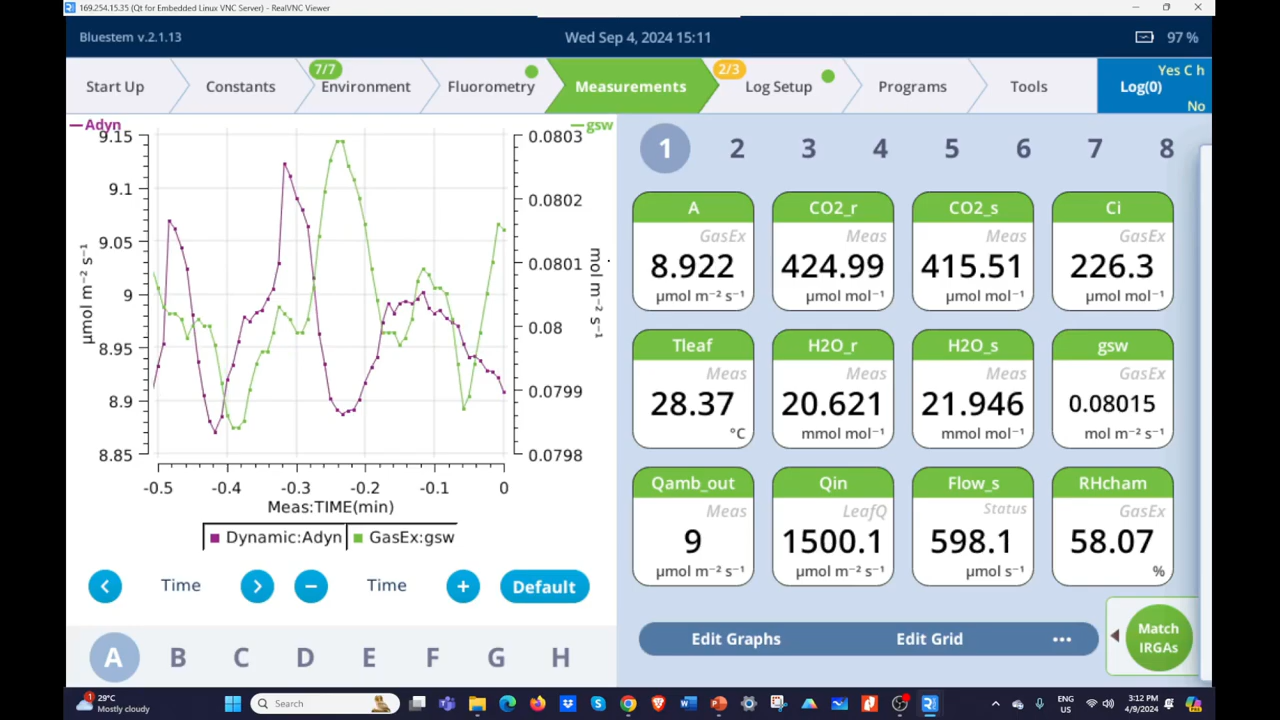 169.254.15.35 (Qt for Embedded Linux VNC Server) - RealVNC Viewer
Bluestem v.2.1.13
Wed Sep 4, 2024 15:11
97 %
Start Up
Constants
7/7
Environment
Fluorometry
Measurements
2/3
Log Setup
Programs
Tools
Yes C h
Log(0)
No
Adyn
gsw
9.15
9.1
9.05
9
8.95
8.9
8.85
µmol m⁻² s⁻¹
0.0803
0.0802
0.0801
0.08
0.0799
0.0798
mol m⁻² s⁻¹
-0.5 -0.4 -0.3 -0.2 -0.1 0
Meas:TIME(min)
Dynamic:Adyn GasEx:gsw
< Time > − Time + Default
A B C D E F G H
1 2 3 4 5 6 7 8
A
GasEx
8.922
µmol m⁻² s⁻¹
CO2_r
Meas
424.99
µmol mol⁻¹
CO2_s
Meas
415.51
µmol mol⁻¹
Ci
GasEx
226.3
µmol mol⁻¹
Tleaf
Meas
28.37
°C
H2O_r
Meas
20.621
mmol mol⁻¹
H2O_s
Meas
21.946
mmol mol⁻¹
gsw
GasEx
0.08015
mol m⁻² s⁻¹
Qamb_out
Meas
9
µmol m⁻² s⁻¹
Qin
LeafQ
1500.1
µmol m⁻² s⁻¹
Flow_s
Status
598.1
µmol s⁻¹
RHcham
GasEx
58.07
%
Edit Graphs
Edit Grid
•••
Match
IRGAs
1
29°C
Mostly cloudy
Search
ENG
US
3:12 PM
4/9/2024